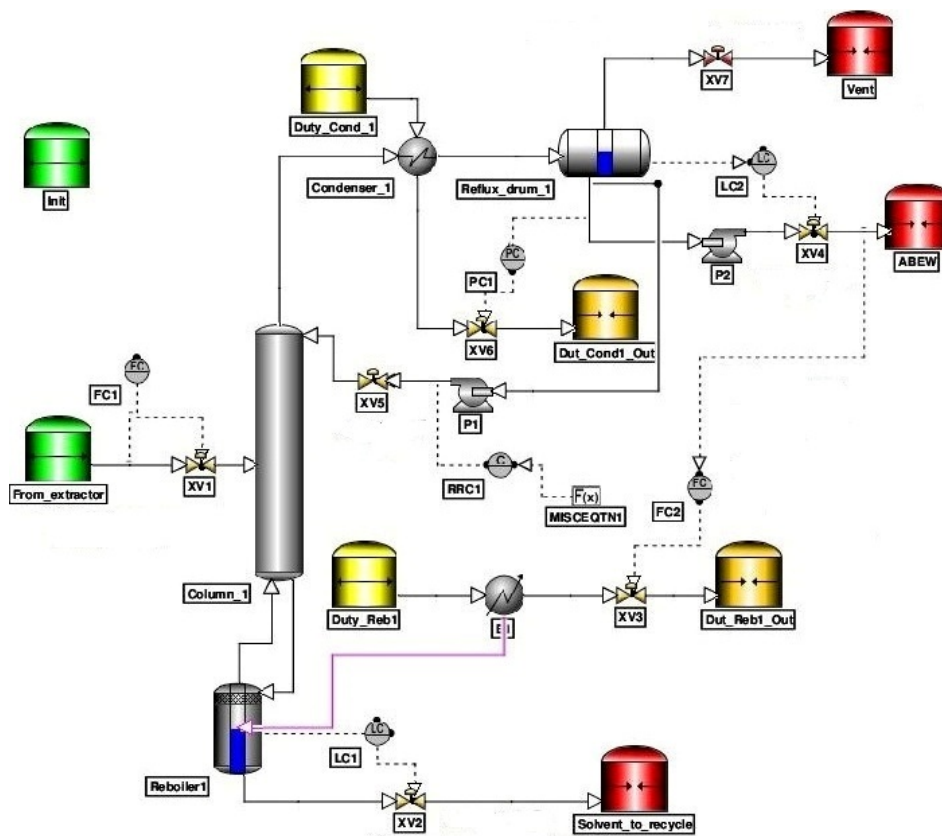 Duty_Cond_1
XV7
Vent
Init
Condenser_1
Reflux_drum_1
LC
LC2
P2
XV4
ABEW
PC
PC1
XV6
Dut_Cond1_Out
FC
FC1
XV5
P1
From_extractor
XV1
C
RRC1
F(x)
MISCEQTN1
FC
FC2
Column_1
Duty_Reb1
XV3
Dut_Reb1_Out
LC
LC1
Reboiler1
XV2
Solvent_to_recycle